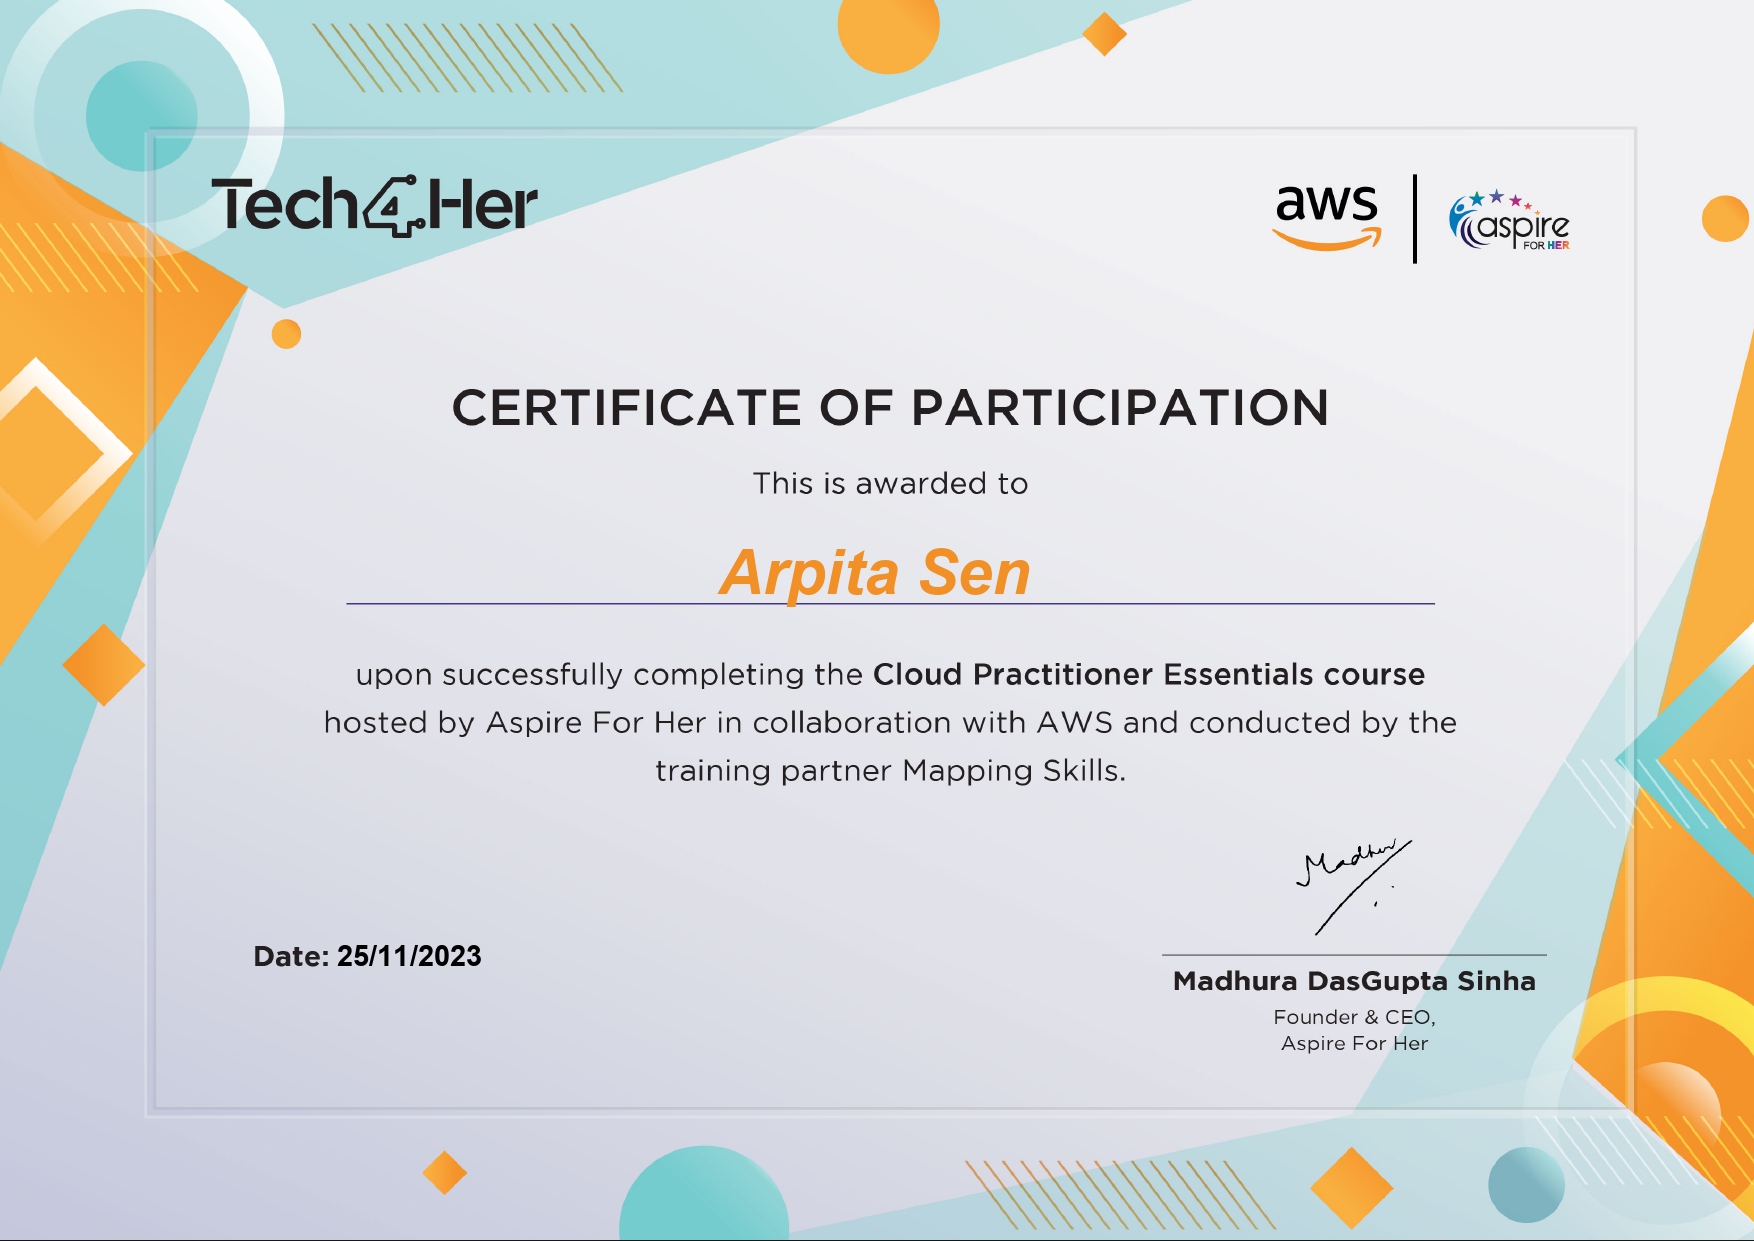 Tech4Her
aws
aspire
FOR HER
CERTIFICATE OF PARTICIPATION
This is awarded to
Arpita Sen
upon successfully completing the Cloud Practitioner Essentials course
hosted by Aspire For Her in collaboration with AWS and conducted by the
training partner Mapping Skills.
Madhur
Date: 25/11/2023
Madhura DasGupta Sinha
Founder & CEO,
Aspire For Her